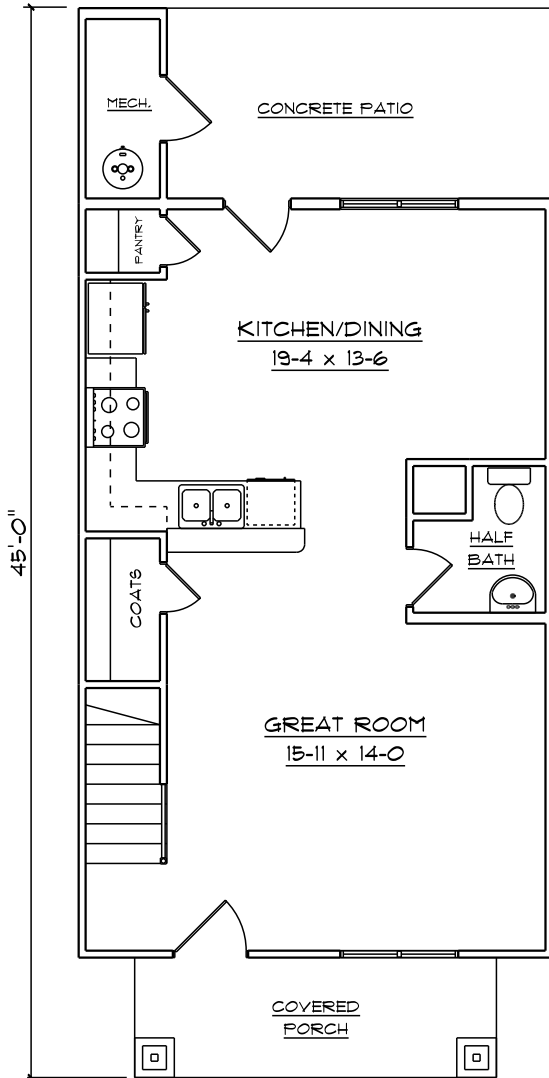 MECH.
CONCRETE PATIO
PANTRY
KITCHEN/DINING
19-4 x 13-6
45'-0"
HALF
BATH
COATS
GREAT ROOM
15-11 x 14-0
COVERED
PORCH